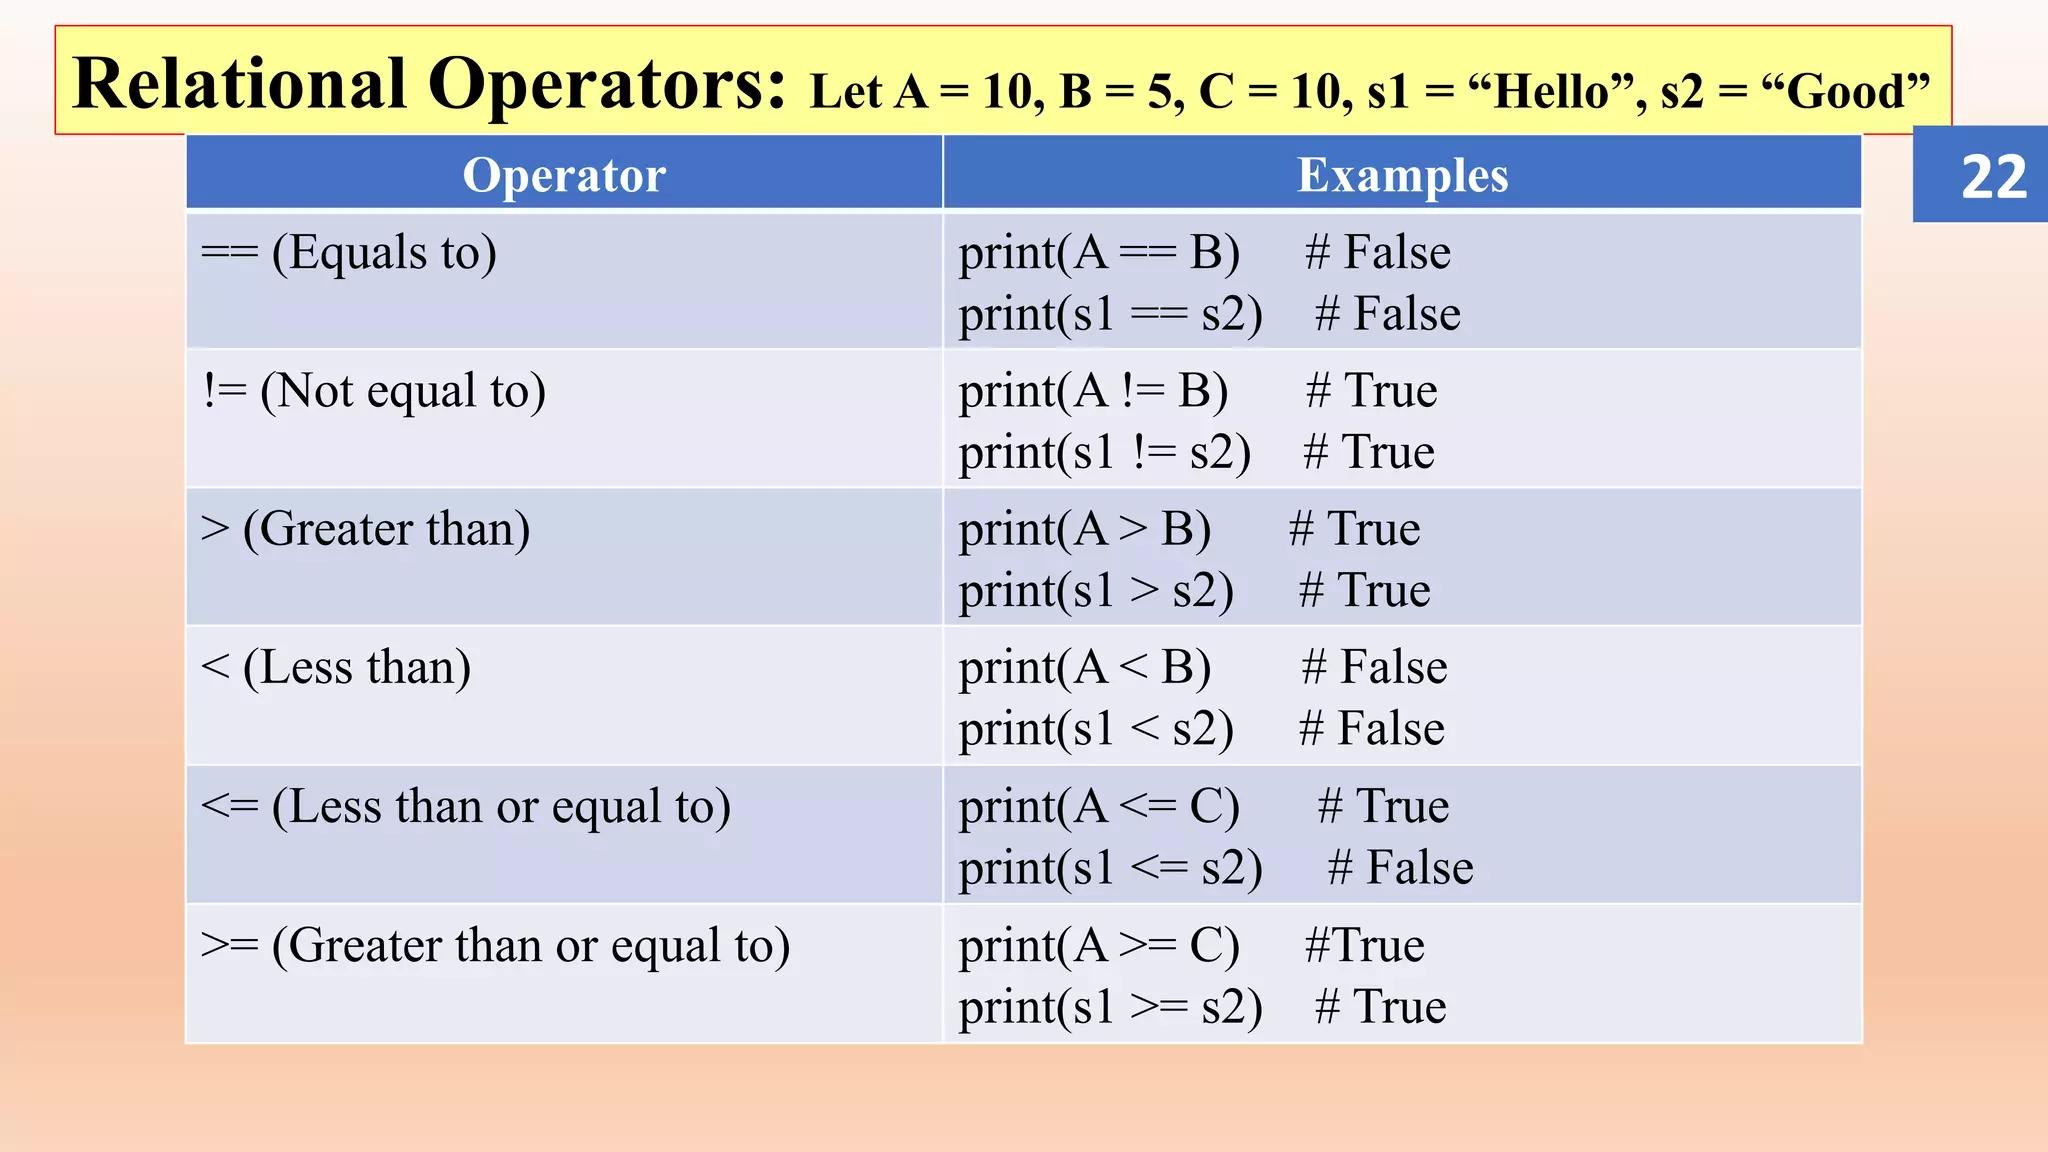 Relational Operators: Let A = 10, B = 5, C = 10, s1 = “Hello”, s2 = “Good”
22
Operator Examples
== (Equals to) print(A == B) # False
print(s1 == s2) # False
!= (Not equal to) print(A != B) # True
print(s1 != s2) # True
> (Greater than) print(A > B) # True
print(s1 > s2) # True
< (Less than) print(A < B) # False
print(s1 < s2) # False
<= (Less than or equal to) print(A <= C) # True
print(s1 <= s2) # False
>= (Greater than or equal to) print(A >= C) #True
print(s1 >= s2) # True